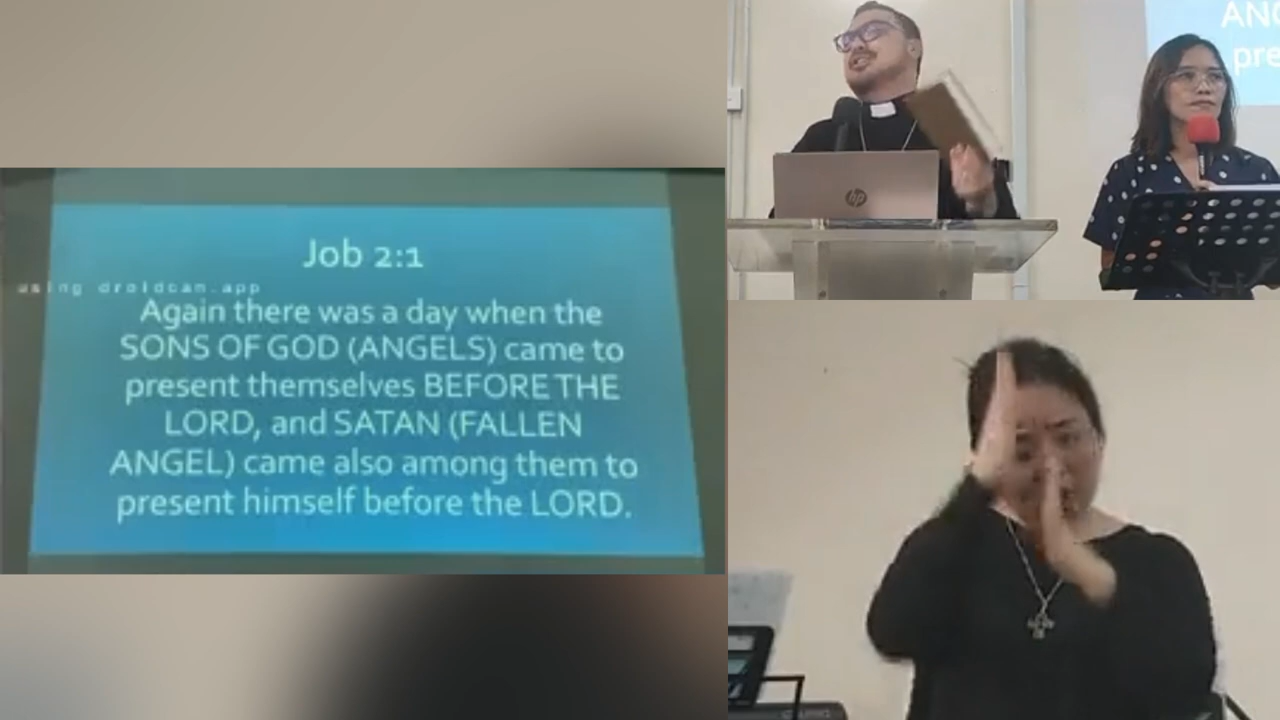 Job 2:1
using droidcam.app
Again there was a day when the
SONS OF GOD (ANGELS) came to
present themselves BEFORE THE
LORD, and SATAN (FALLEN
ANGEL) came also among them to
present himself before the LORD.
ANG
pre
hp